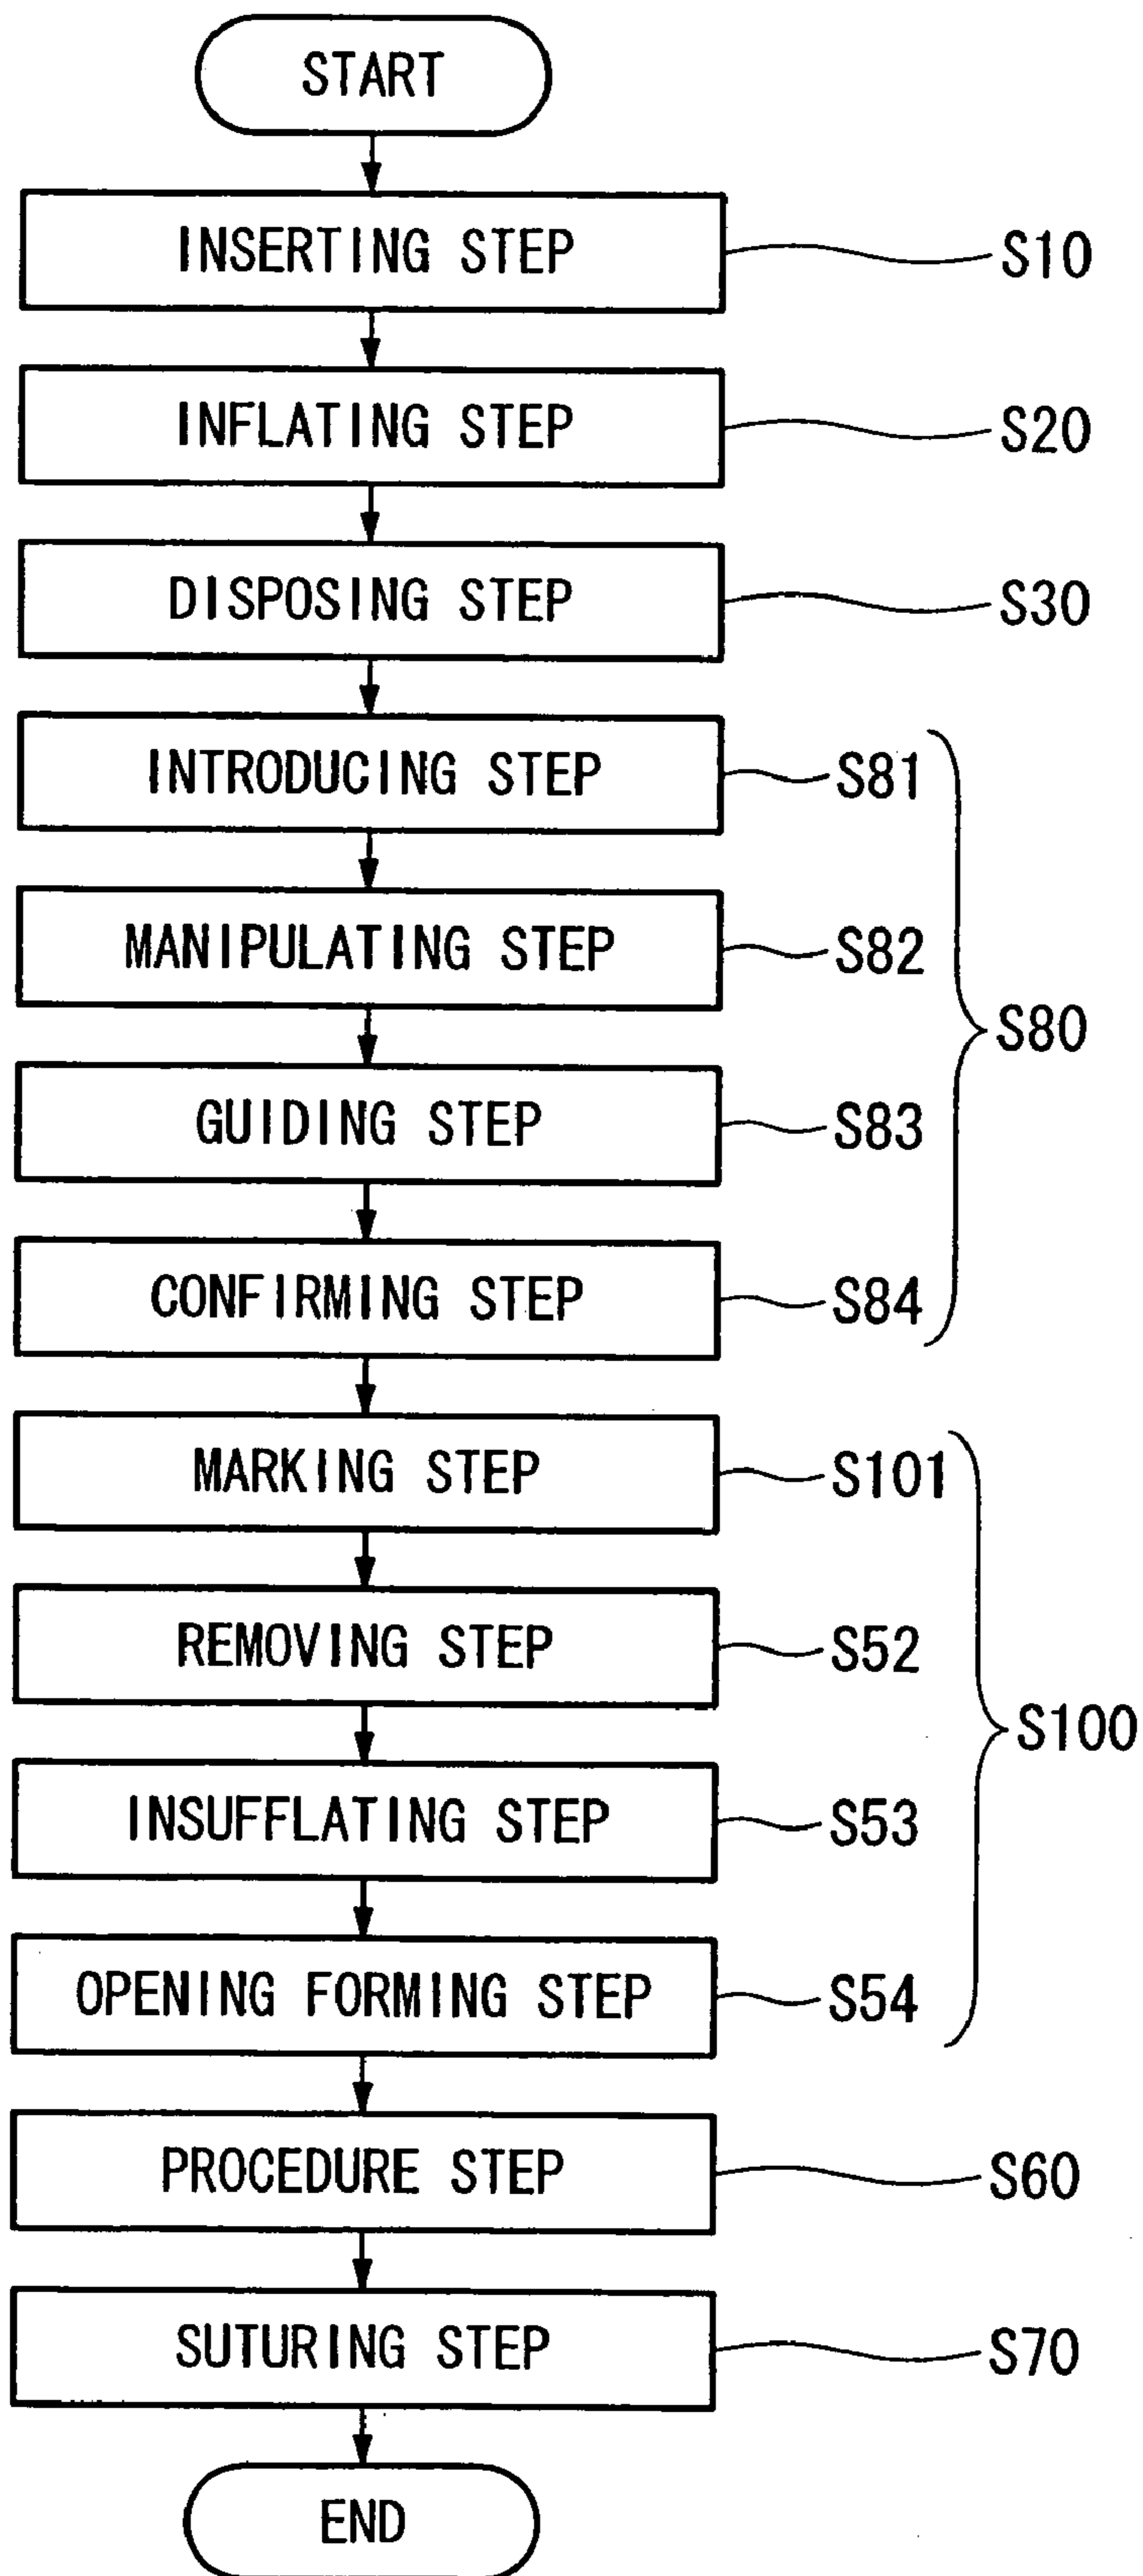 START
INSERTING STEP S10
INFLATING STEP S20
DISPOSING STEP S30
INTRODUCING STEP S81
MANIPULATING STEP S82
S80
GUIDING STEP S83
CONFIRMING STEP S84
MARKING STEP S101
REMOVING STEP S52
S100
INSUFFLATING STEP S53
OPENING FORMING STEP S54
PROCEDURE STEP S60
SUTURING STEP S70
END